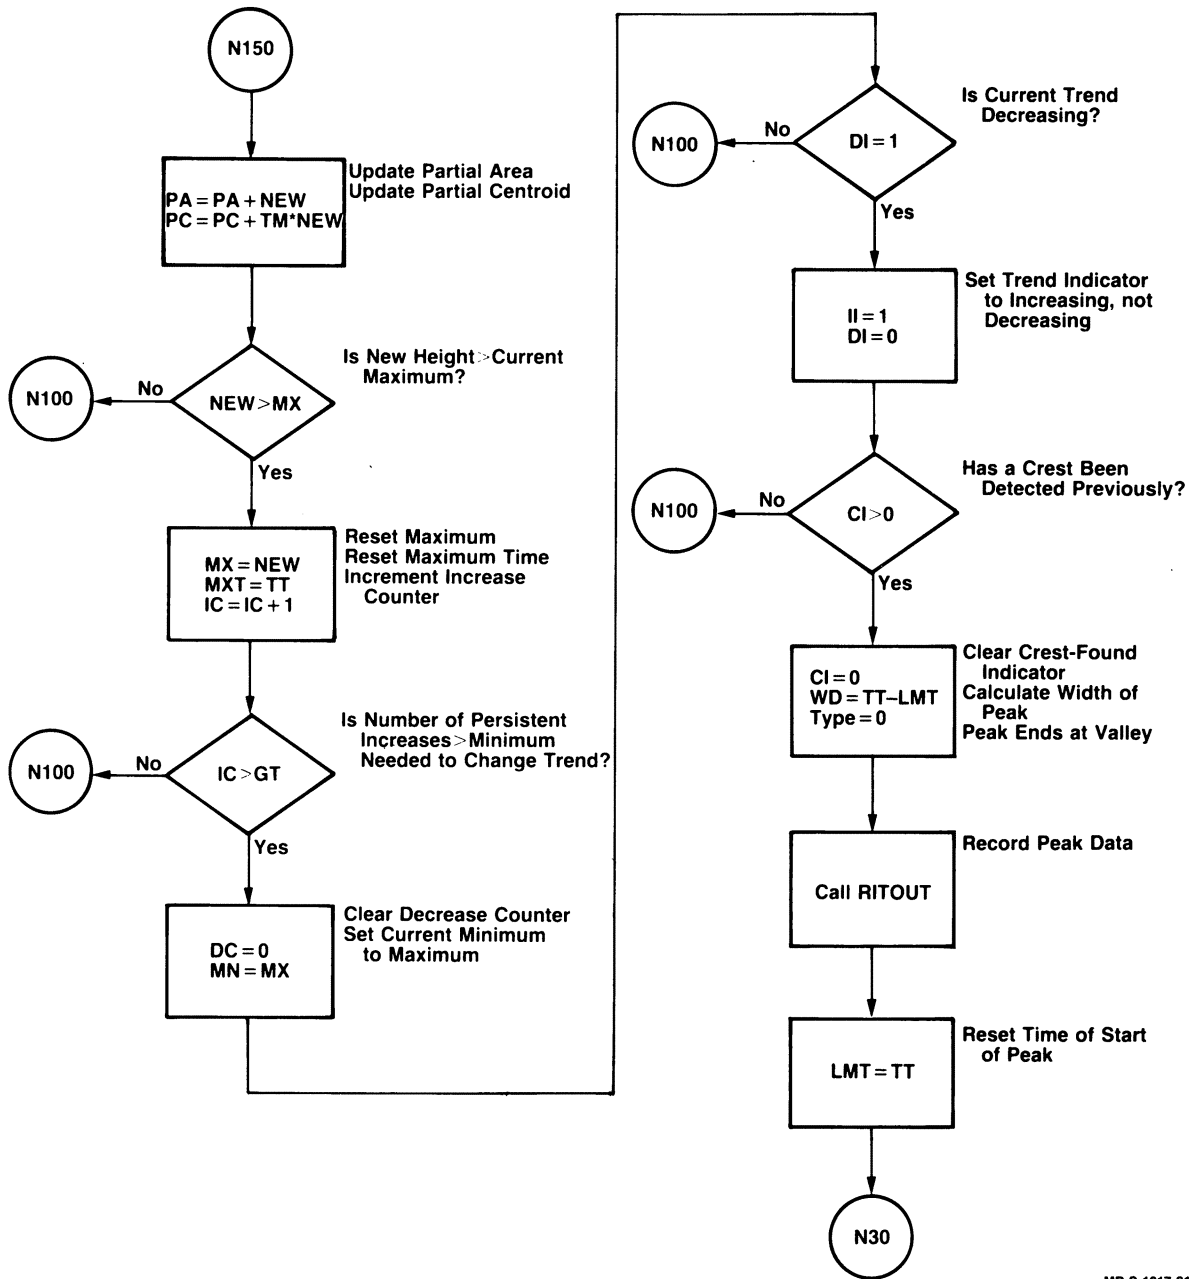 N150
PA = PA + NEW
PC = PC + TM*NEW
Update Partial Area
Update Partial Centroid
Is New Height > Current
Maximum?
NEW > MX
No
N100
Yes
MX = NEW
MXT = TT
IC = IC + 1
Reset Maximum
Reset Maximum Time
Increment Increase
Counter
Is Number of Persistent
Increases > Minimum
Needed to Change Trend?
IC > GT
No
N100
Yes
DC = 0
MN = MX
Clear Decrease Counter
Set Current Minimum
to Maximum
Is Current Trend
Decreasing?
DI = 1
No
N100
Yes
II = 1
DI = 0
Set Trend Indicator
to Increasing, not
Decreasing
Has a Crest Been
Detected Previously?
CI > 0
No
N100
Yes
CI = 0
WD = TT–LMT
Type = 0
Clear Crest-Found
Indicator
Calculate Width of
Peak
Peak Ends at Valley
Call RITOUT
Record Peak Data
LMT = TT
Reset Time of Start
of Peak
N30